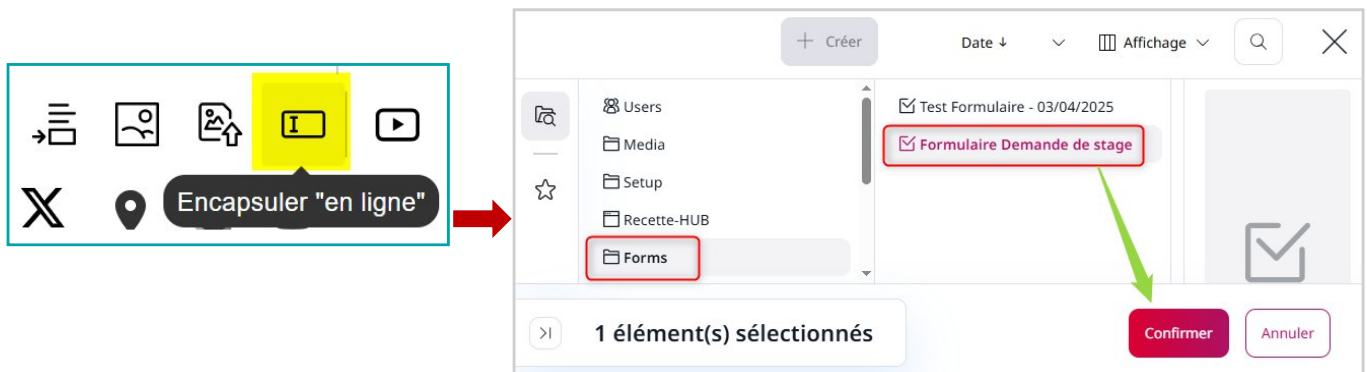 Encapsuler "en ligne"
Créer
Date
Affichage
Users
Media
Setup
Recette-HUB
Forms
Test Formulaire - 03/04/2025
Formulaire Demande de stage
1 élément(s) sélectionnés
Confirmer
Annuler